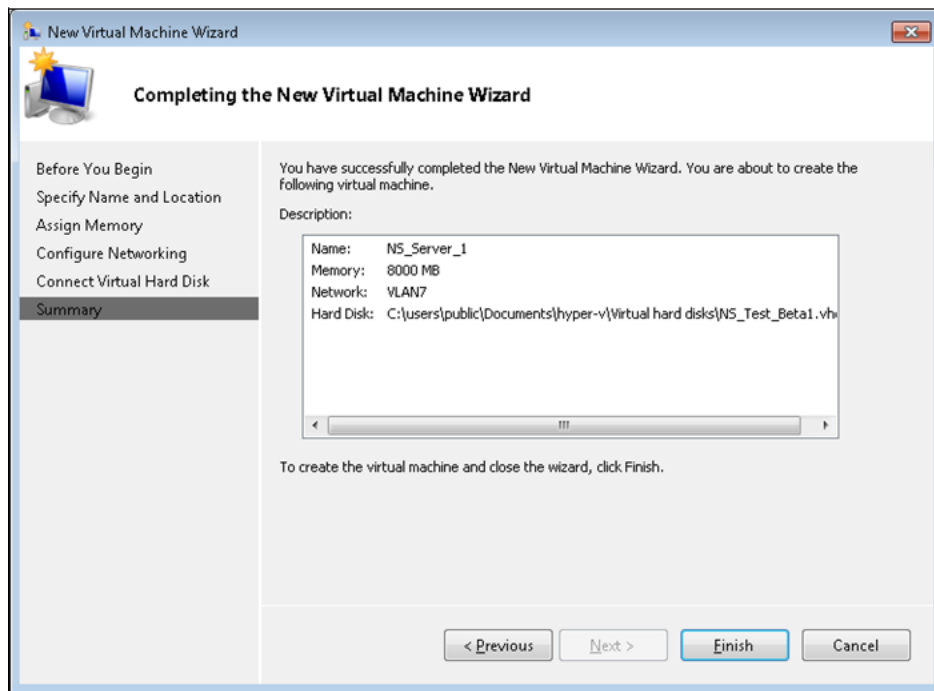 New Virtual Machine Wizard
Completing the New Virtual Machine Wizard
Before You Begin
Specify Name and Location
Assign Memory
Configure Networking
Connect Virtual Hard Disk
Summary
You have successfully completed the New Virtual Machine Wizard. You are about to create the
following virtual machine.
Description:
Name: NS_Server_1
Memory: 8000 MB
Network: VLAN7
Hard Disk: C:\users\public\Documents\hyper-v\Virtual hard disks\NS_Test_Beta1.vh
To create the virtual machine and close the wizard, click Finish.
< Previous Next > Finish Cancel